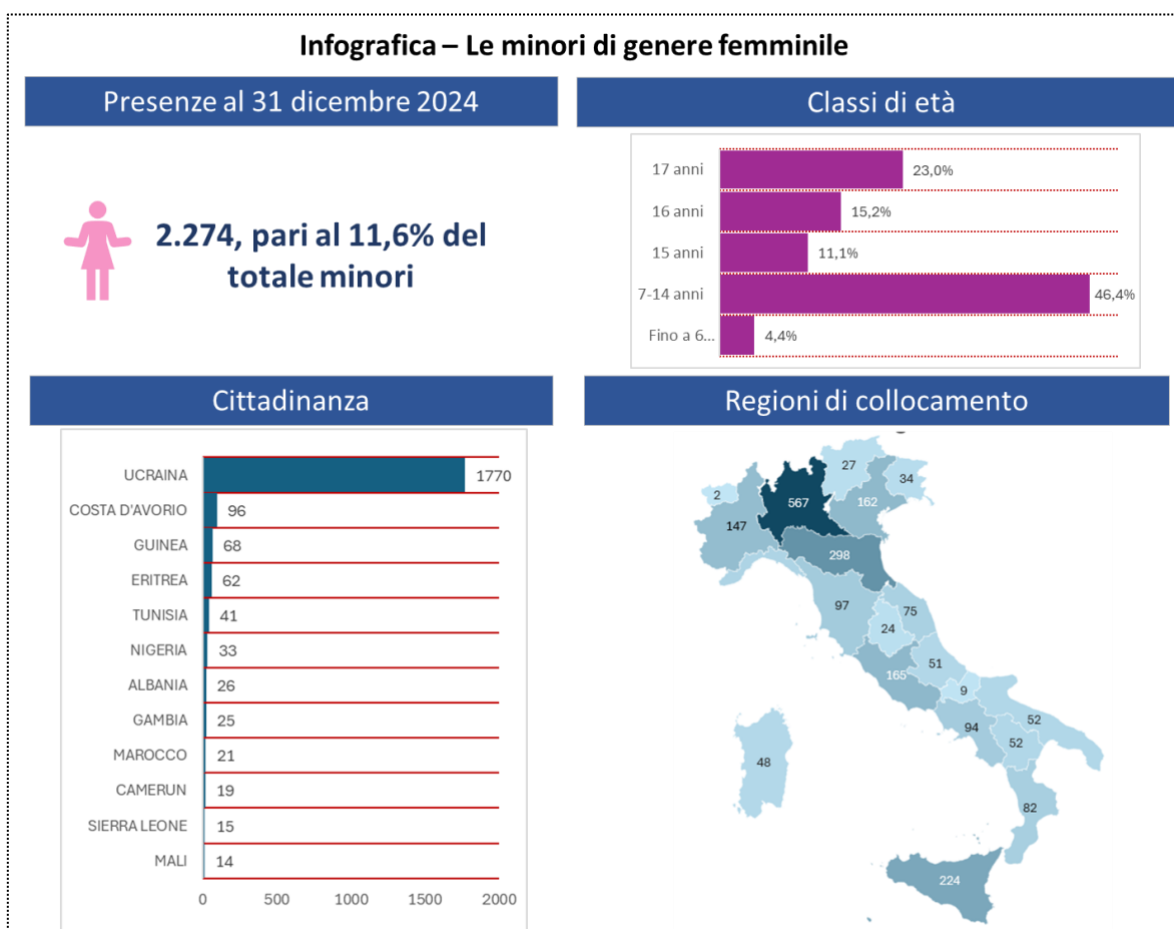 Infografica – Le minori di genere femminile
Presenze al 31 dicembre 2024
2.274, pari al 11,6% del
totale minori
Classi di età
17 anni 23,0%
16 anni 15,2%
15 anni 11,1%
7-14 anni 46,4%
Fino a 6... 4,4%
Cittadinanza
UCRAINA 1770
COSTA D'AVORIO 96
GUINEA 68
ERITREA 62
TUNISIA 41
NIGERIA 33
ALBANIA 26
GAMBIA 25
MAROCCO 21
CAMERUN 19
SIERRA LEONE 15
MALI 14
0 500 1000 1500 2000
Regioni di collocamento
27
34
2
567
162
147
298
97
75
24
51
165
9
52
94
52
48
82
224